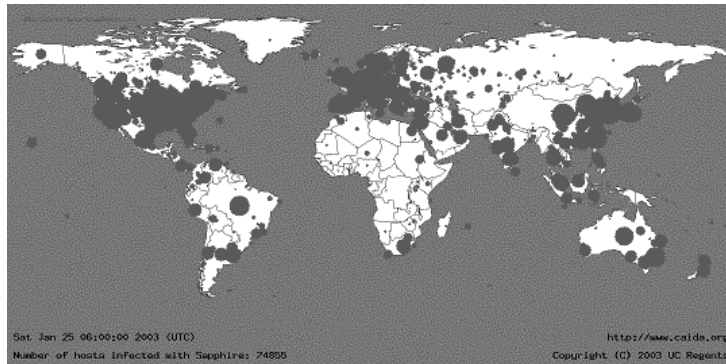 Sat Jan 25 06:00:00 2003 (UTC)
http://www.caida.org
Number of hosts infected with Sapphire: 74855
Copyright (C) 2003 UC Regents